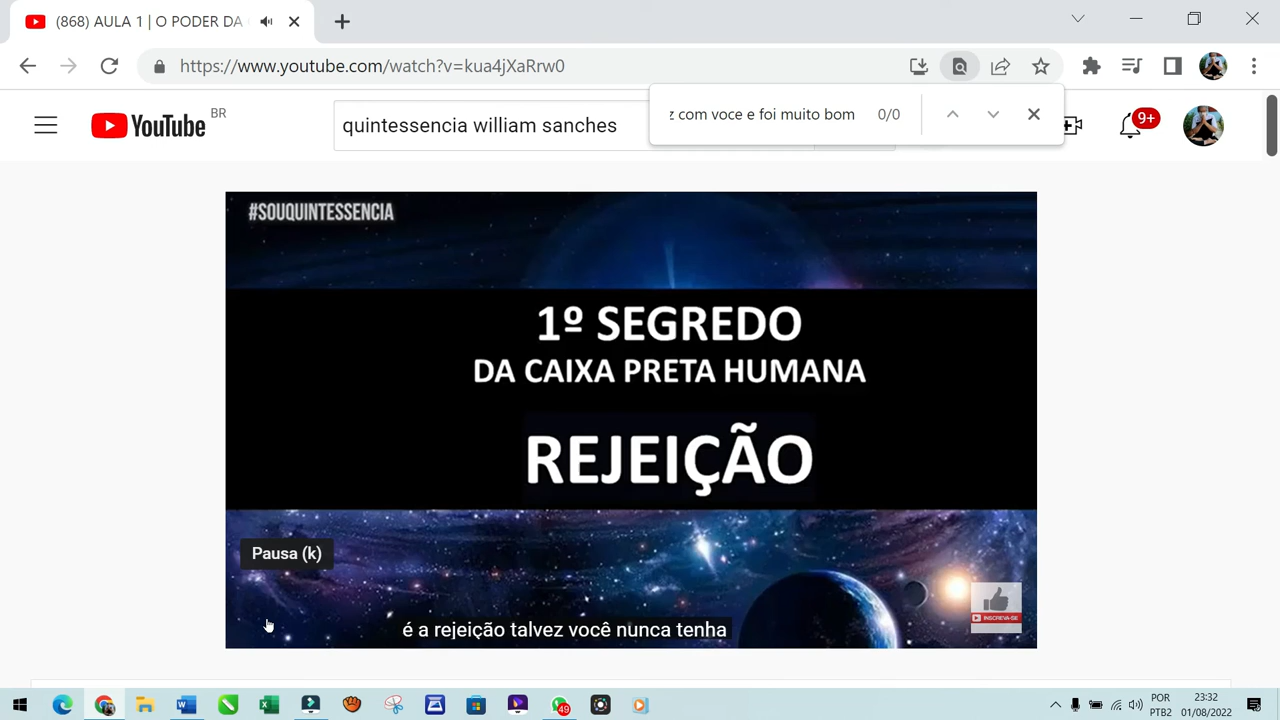 (868) AULA 1 | O PODER DA
https://www.youtube.com/watch?v=kua4jXaRrw0
z com voce e foi muito bom 0/0
YouTube BR
quintessencia william sanches
9+
#SOUQUINTESSENCIA
1º SEGREDO
DA CAIXA PRETA HUMANA
REJEIÇÃO
Pausa (k)
INSCREVA-SE
é a rejeição talvez você nunca tenha
49
POR
PTB2
23:32
01/08/2022